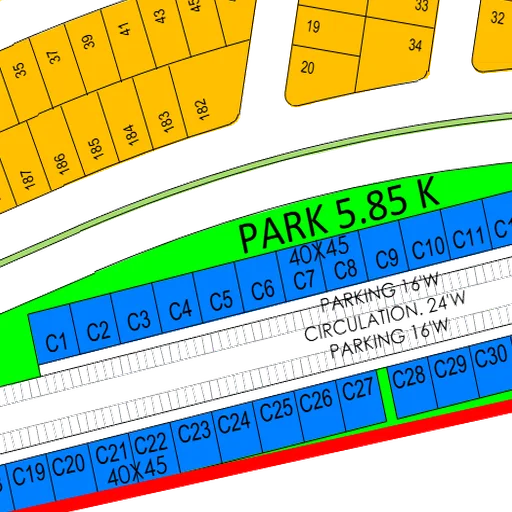 35 37 39 41 43 45
19 33
20 34
32
187 186 185 184 183 182
PARK 5.85 K
40X45
C1 C2 C3 C4 C5 C6 C7 C8 C9 C10 C11
PARKING 16'W
CIRCULATION. 24'W
PARKING 16'W
C19 C20 C21 C22 C23 C24 C25 C26 C27 C28 C29 C30
40X45